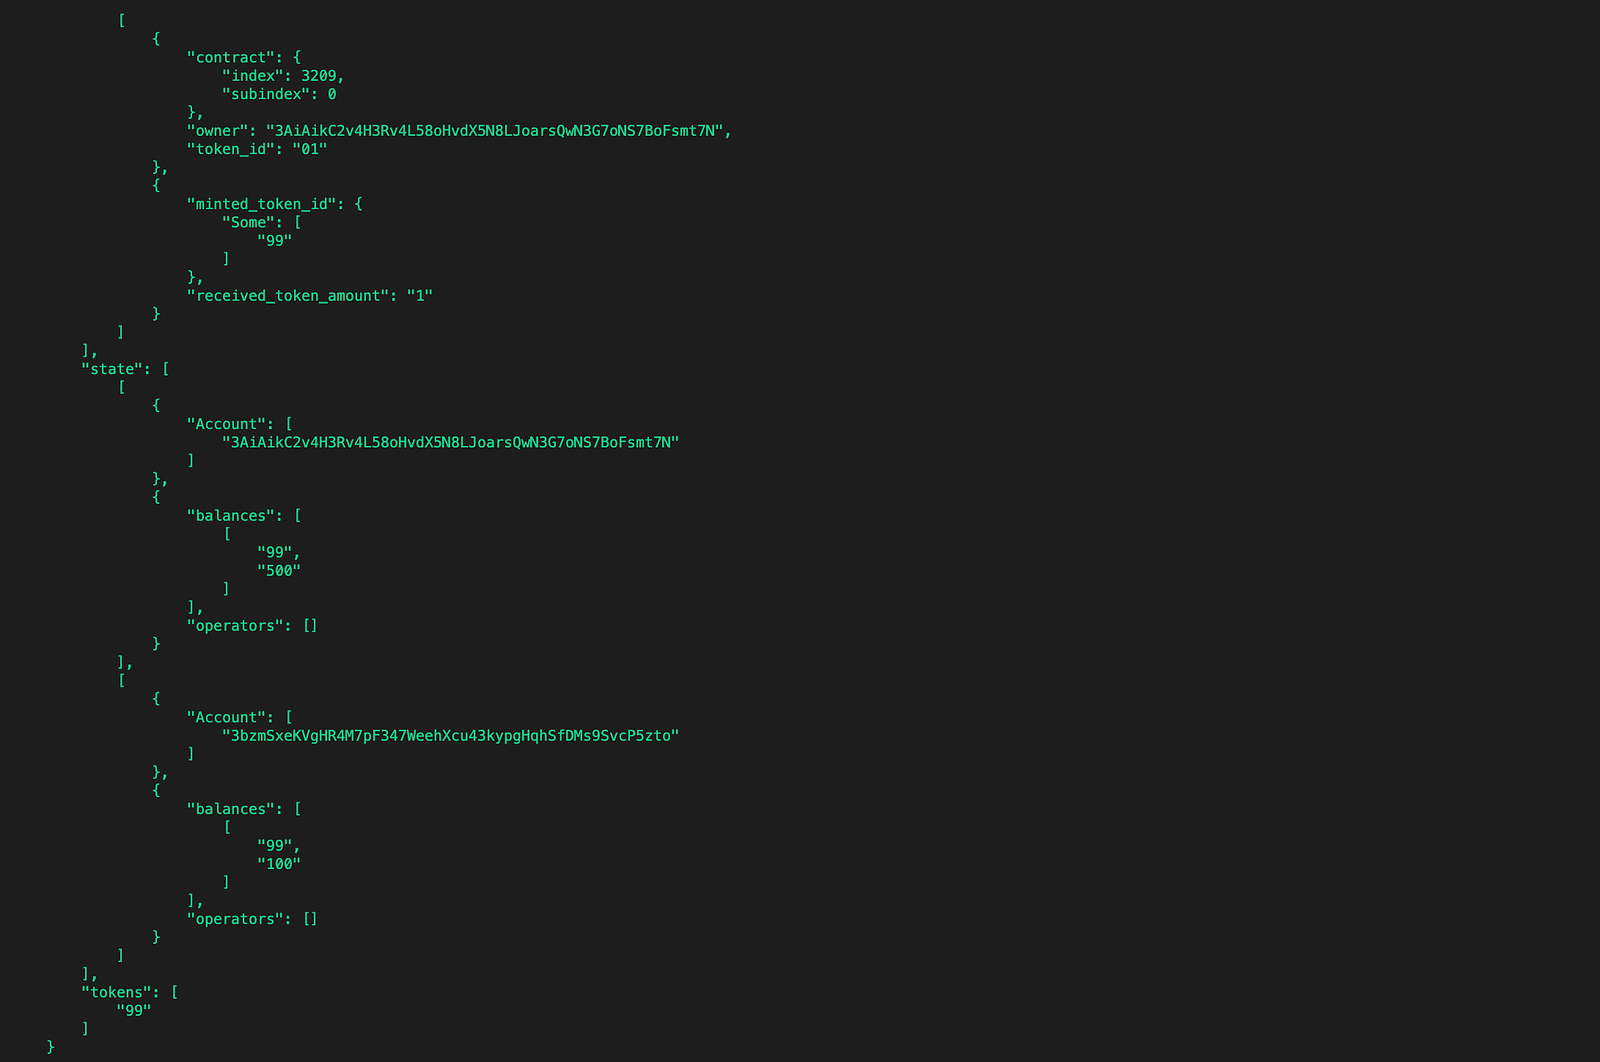 [
{
"contract": {
"index": 3209,
"subindex": 0
},
"owner": "3AiAikC2v4H3Rv4L58oHvdX5N8LJoarsQwN3G7oNS7BoFsmt7N",
"token_id": "01"
},
{
"minted_token_id": {
"Some": [
"99"
]
},
"received_token_amount": "1"
}
]
],
"state": [
[
{
"Account": [
"3AiAikC2v4H3Rv4L58oHvdX5N8LJoarsQwN3G7oNS7BoFsmt7N"
]
},
{
"balances": [
[
"99",
"500"
]
],
"operators": []
}
],
[
{
"Account": [
"3bzmSxeKVgHR4M7pF347WeehXcu43kypgHqhSfDMs9SvcP5zto"
]
},
{
"balances": [
[
"99",
"100"
]
],
"operators": []
}
]
],
"tokens": [
"99"
]
}